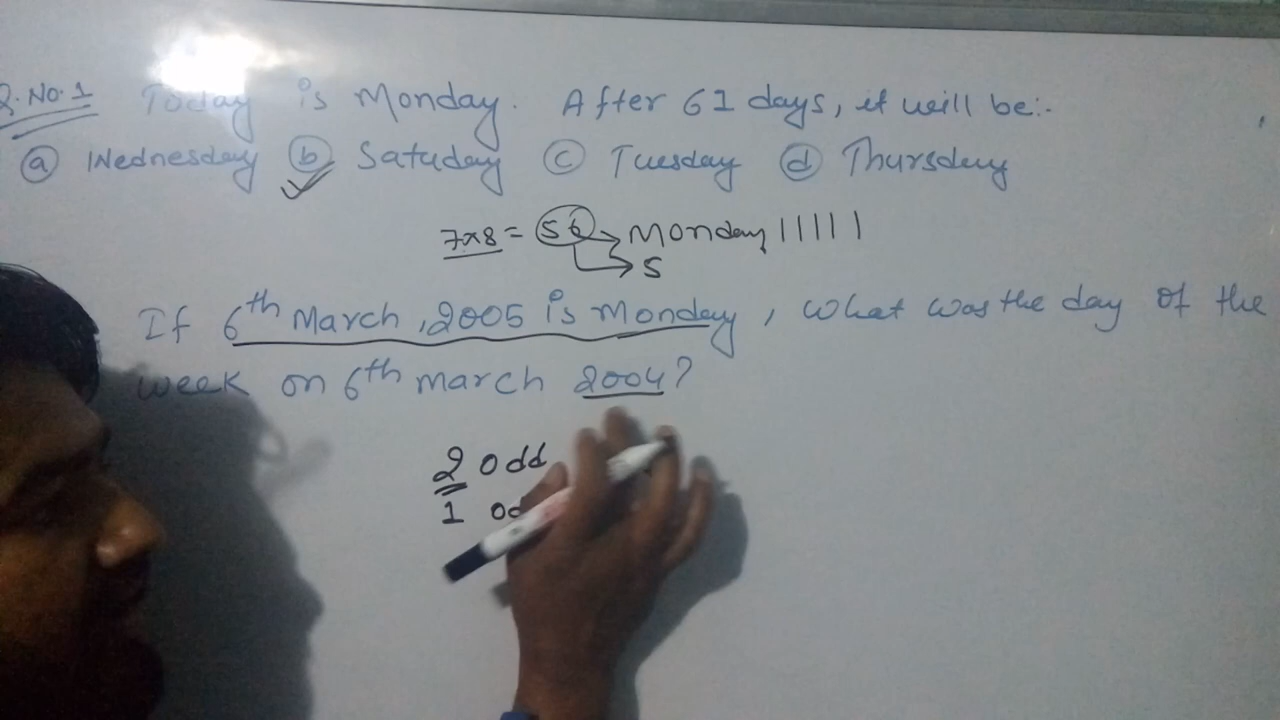 Q. No. 1 Today is Monday. After 61 days, it will be:-
(a) Wednesday (b) Satuday (c) Tuesday (d) Thursday
7x8 = 56 → Monday | | | | |
→ 5
If 6th March, 2005 is Monday, What was the day of the
week on 6th march 2004?
2 odd
1